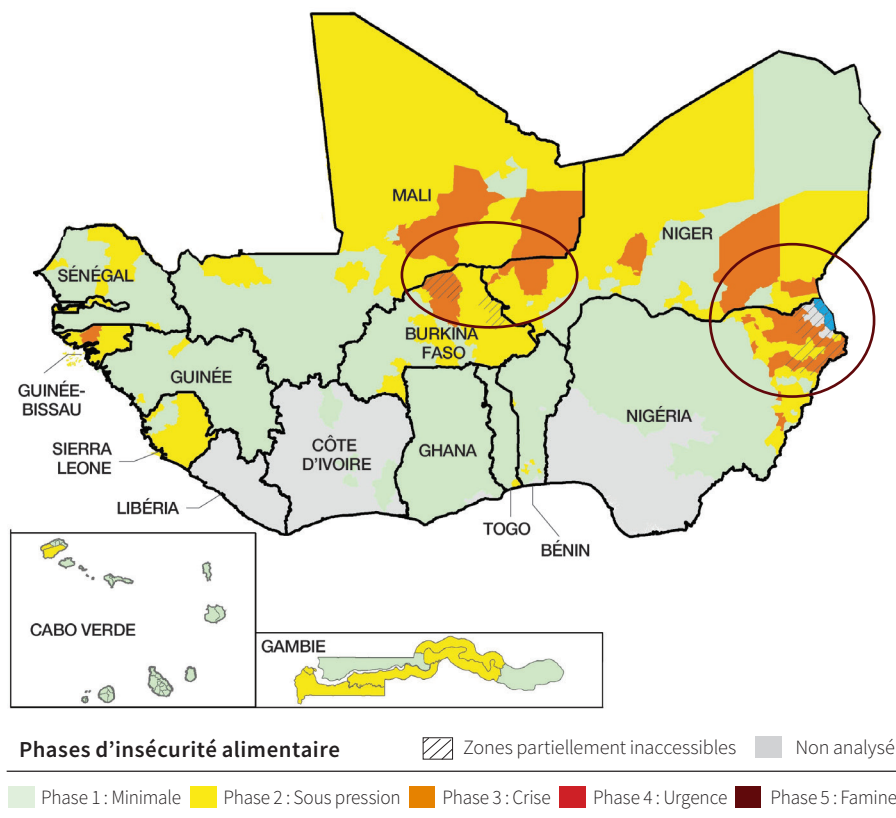 MALI
NIGER
SÉNÉGAL
BURKINA
FASO
GUINÉE-
BISSAU
GUINÉE
NIGÉRIA
SIERRA
LEONE
CÔTE
D'IVOIRE
GHANA
LIBÉRIA
TOGO
BÉNIN
CABO VERDE
GAMBIE
Phases d’insécurité alimentaire
Zones partiellement inaccessibles
Non analysé
Phase 1 : Minimale
Phase 2 : Sous pression
Phase 3 : Crise
Phase 4 : Urgence
Phase 5 : Famine